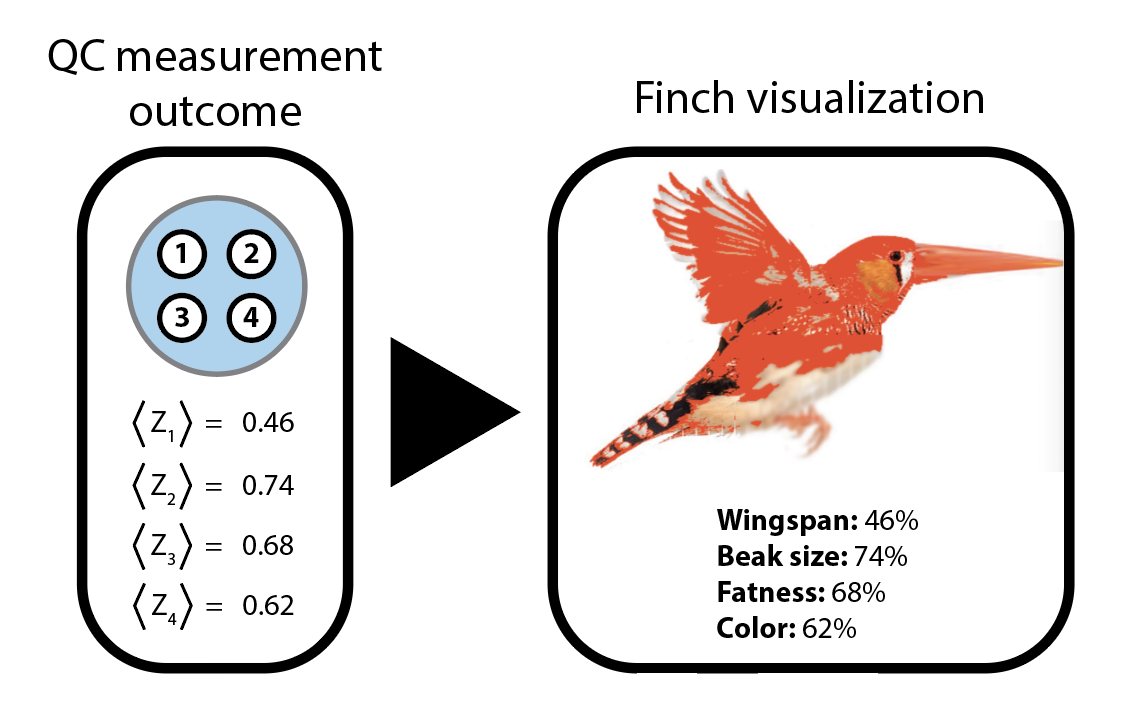 QC measurement
outcome
1
2
3
4
⟨Z₁⟩ = 0.46
⟨Z₂⟩ = 0.74
⟨Z₃⟩ = 0.68
⟨Z₄⟩ = 0.62
Finch visualization
Wingspan: 46%
Beak size: 74%
Fatness: 68%
Color: 62%